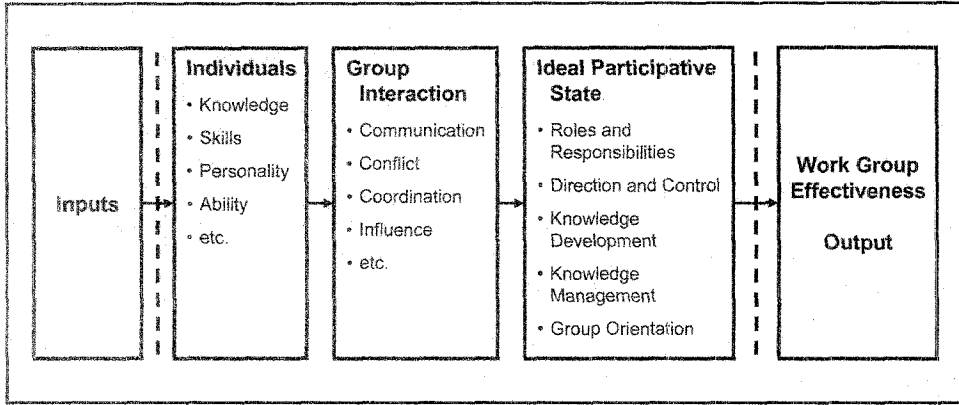 Inputs
Individuals
• Knowledge
• Skills
• Personality
• Ability
• etc.
Group
Interaction
• Communication
• Conflict
• Coordination
• Influence
• etc.
Ideal Participative
State
• Roles and
Responsibilities
• Direction and Control
• Knowledge
Development
• Knowledge
Management
• Group Orientation
Work Group
Effectiveness
Output